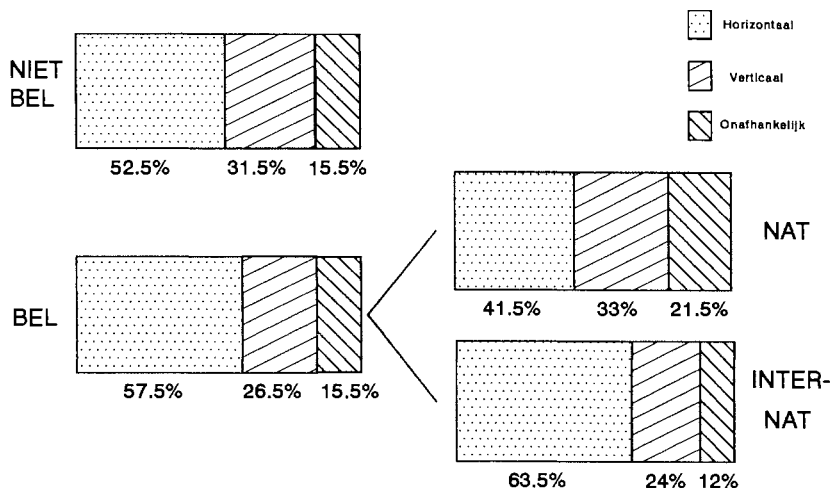 Horizontaal
Verticaal
Onafhankelijk
NIET
BEL
52.5% 31.5% 15.5%
NAT
41.5% 33% 21.5%
BEL
57.5% 26.5% 15.5%
INTER-
NAT
63.5% 24% 12%